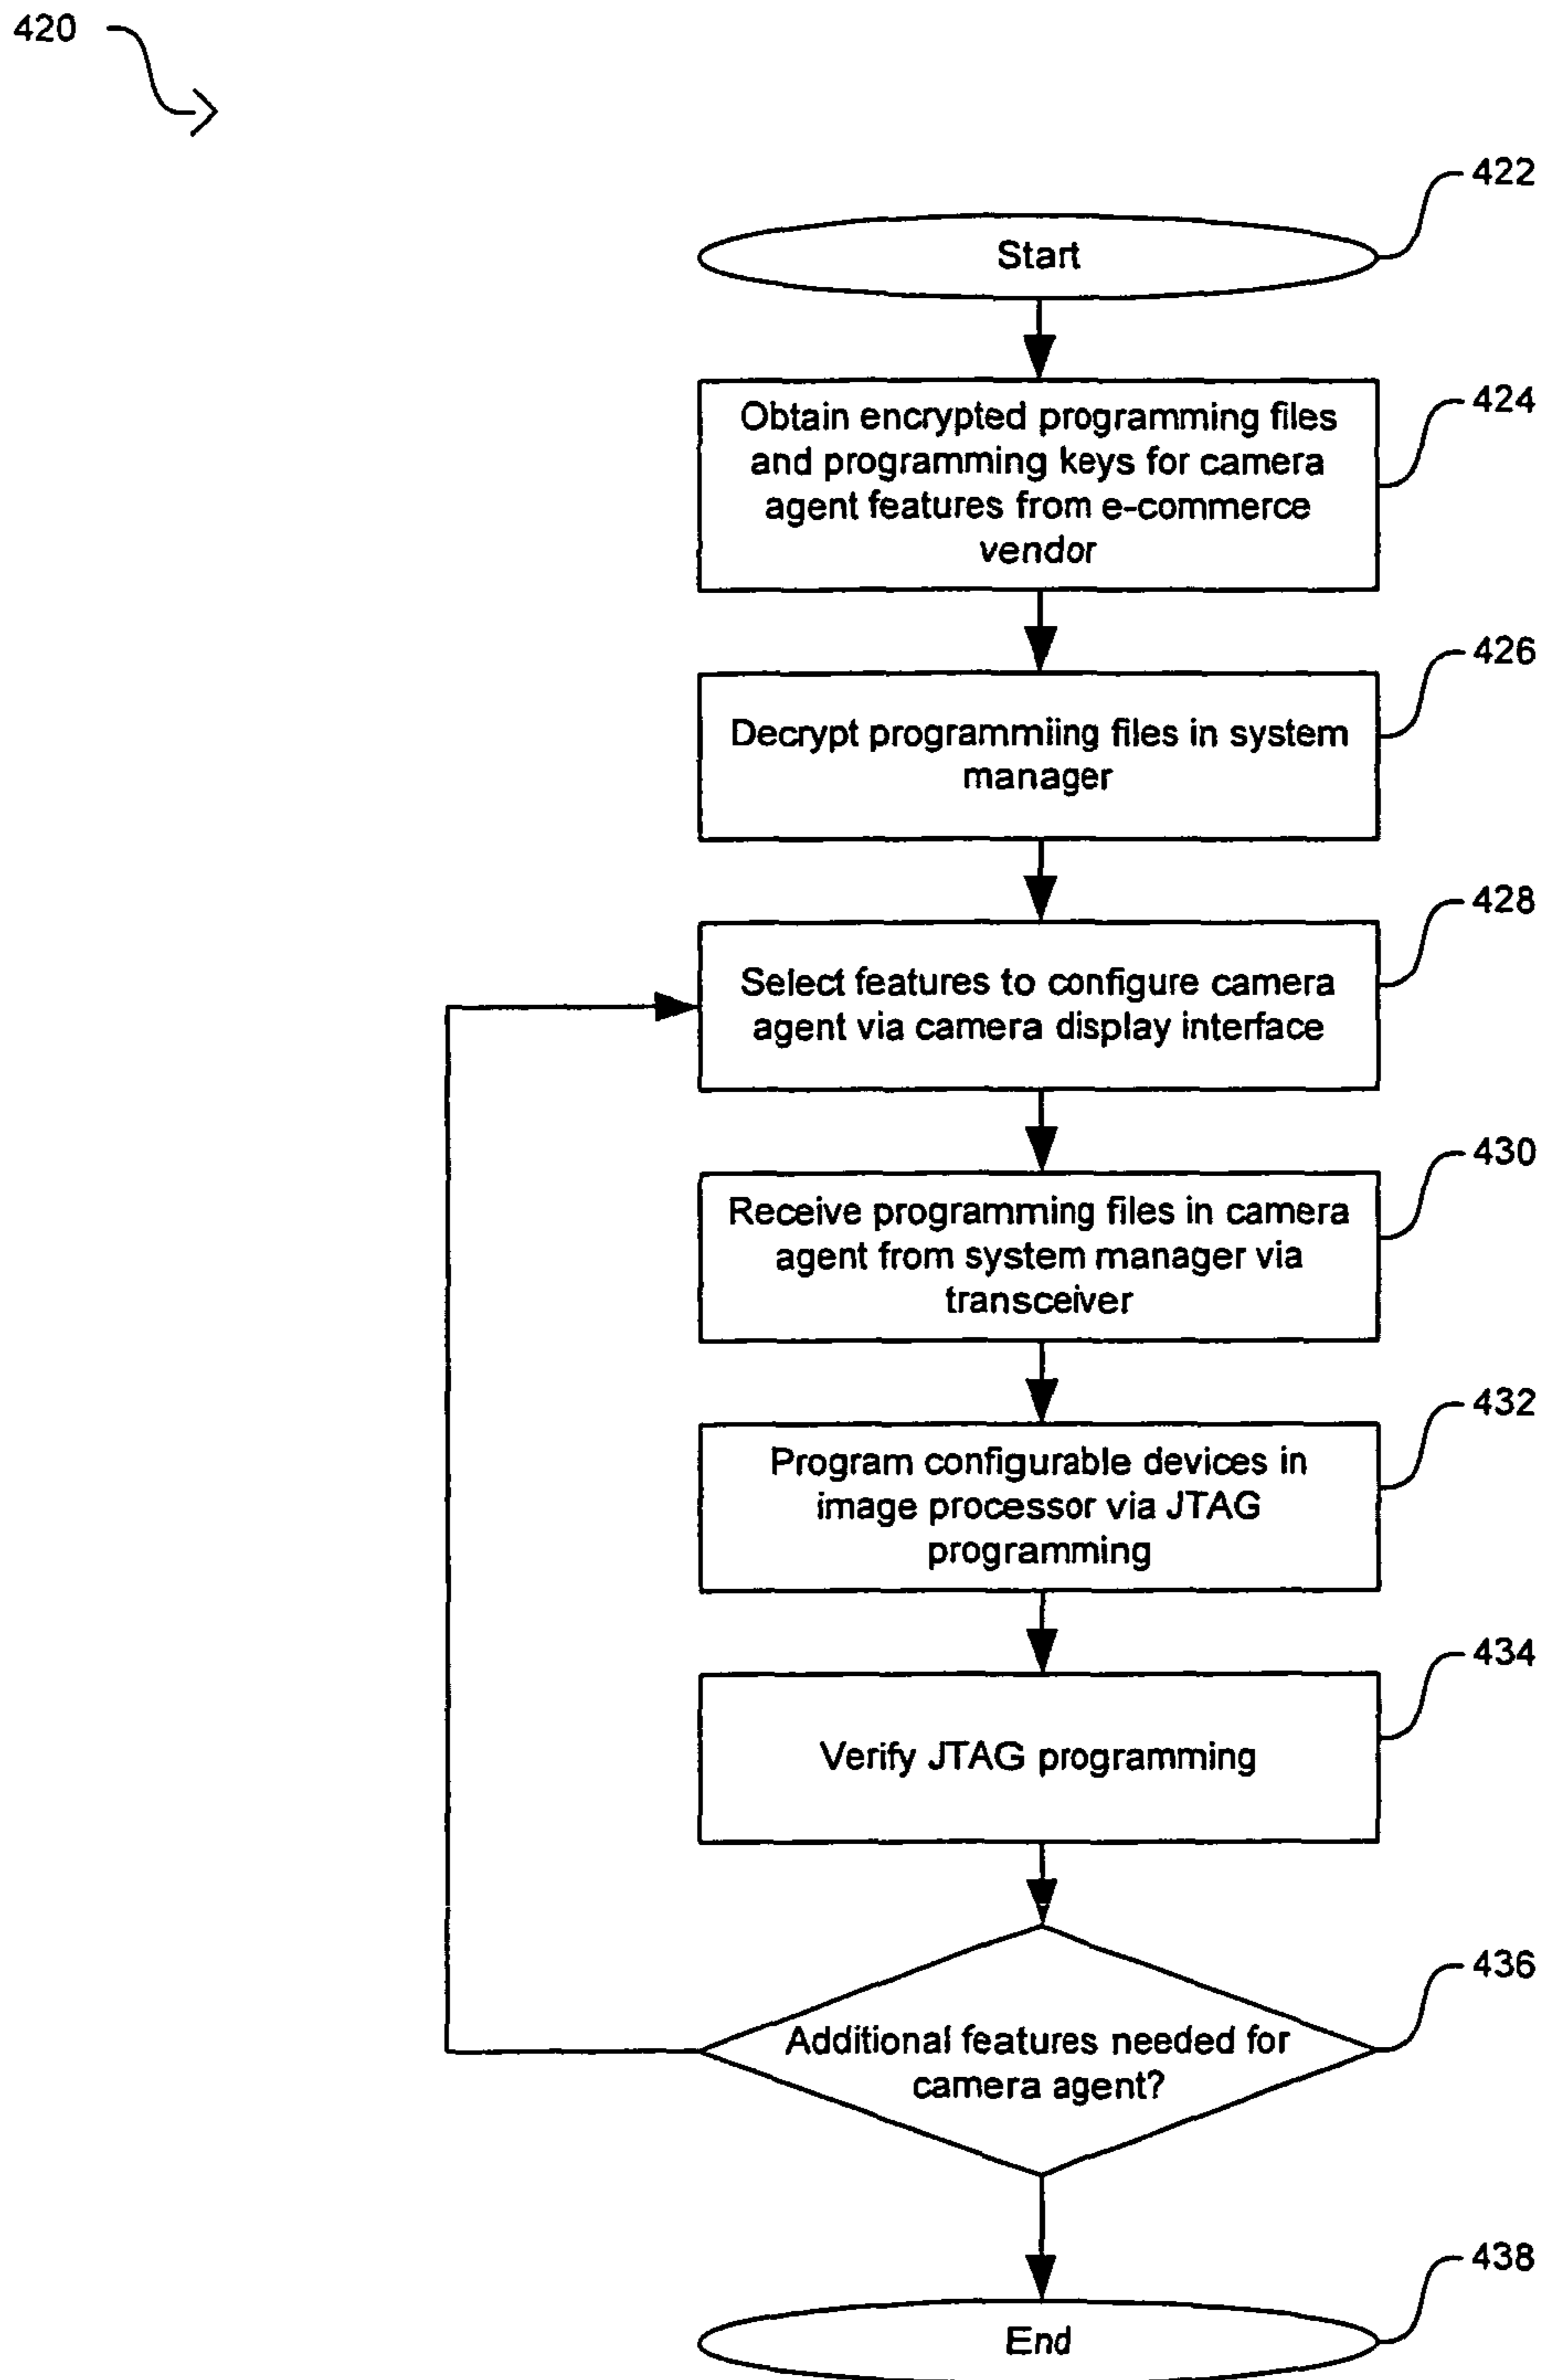 420
422
Start
424
Obtain encrypted programming files
and programming keys for camera
agent features from e-commerce
vendor
426
Decrypt programmiing files in system
manager
428
Select features to configure camera
agent via camera display interface
430
Receive programming files in camera
agent from system manager via
transceiver
432
Program configurable devices in
image processor via JTAG
programming
434
Verify JTAG programming
436
Additional features needed for
camera agent?
438
End